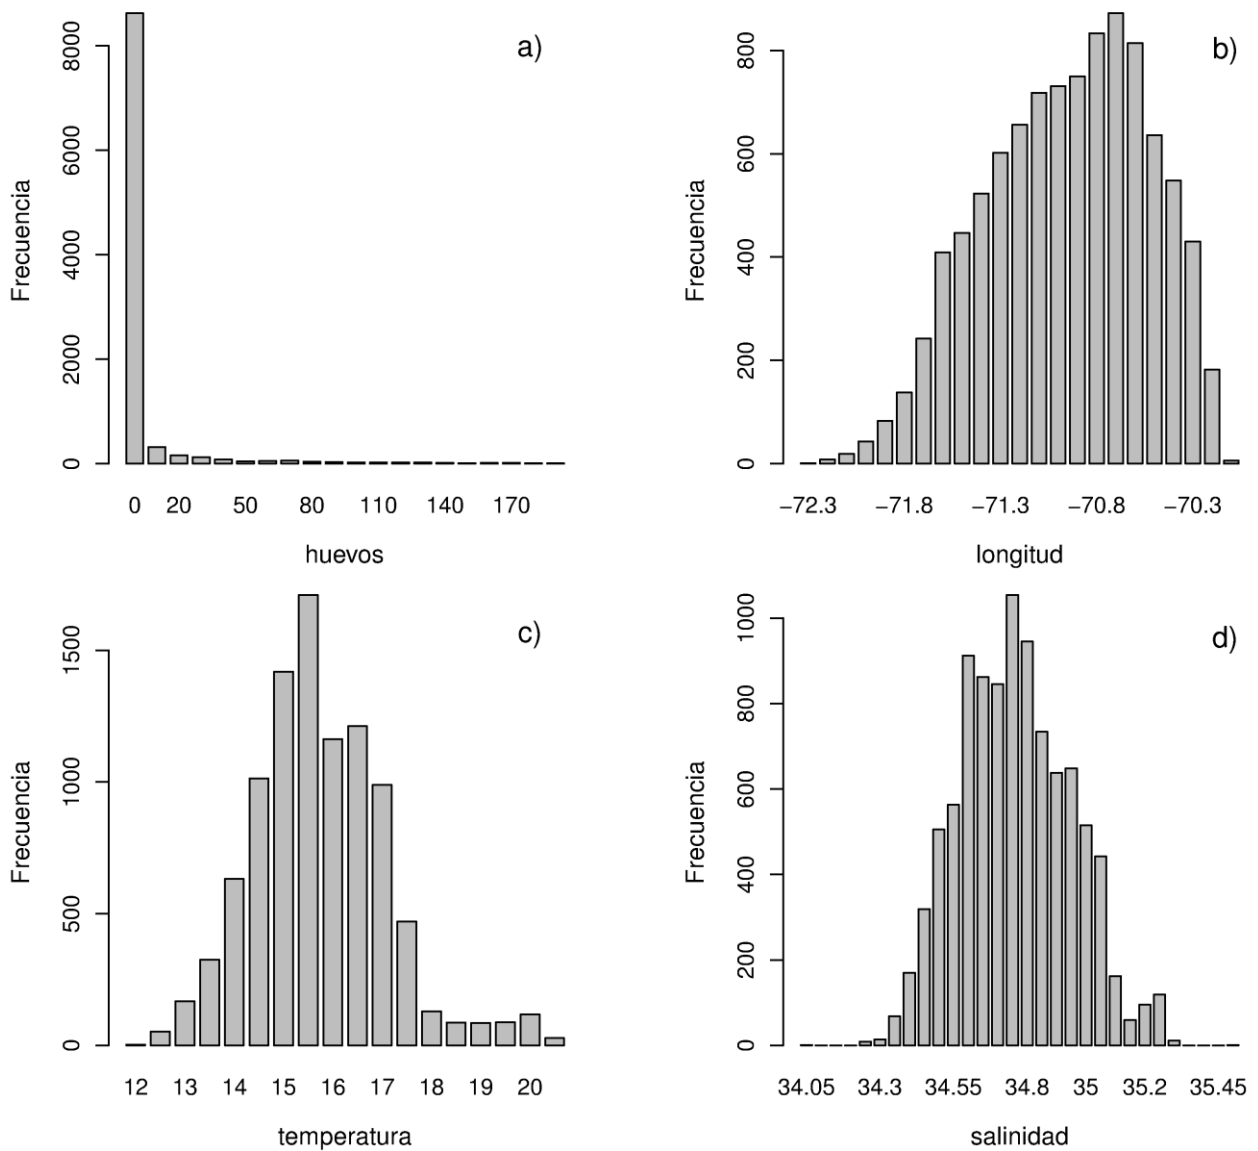 a)
Frecuencia
0 2000 4000 6000 8000
0 20 50 80 110 140 170
huevos
b)
Frecuencia
0 200 400 600 800
−72.3 −71.8 −71.3 −70.8 −70.3
longitud
c)
Frecuencia
0 500 1000 1500
12 13 14 15 16 17 18 19 20
temperatura
d)
Frecuencia
0 200 400 600 800 1000
34.05 34.3 34.55 34.8 35 35.2 35.45
salinidad